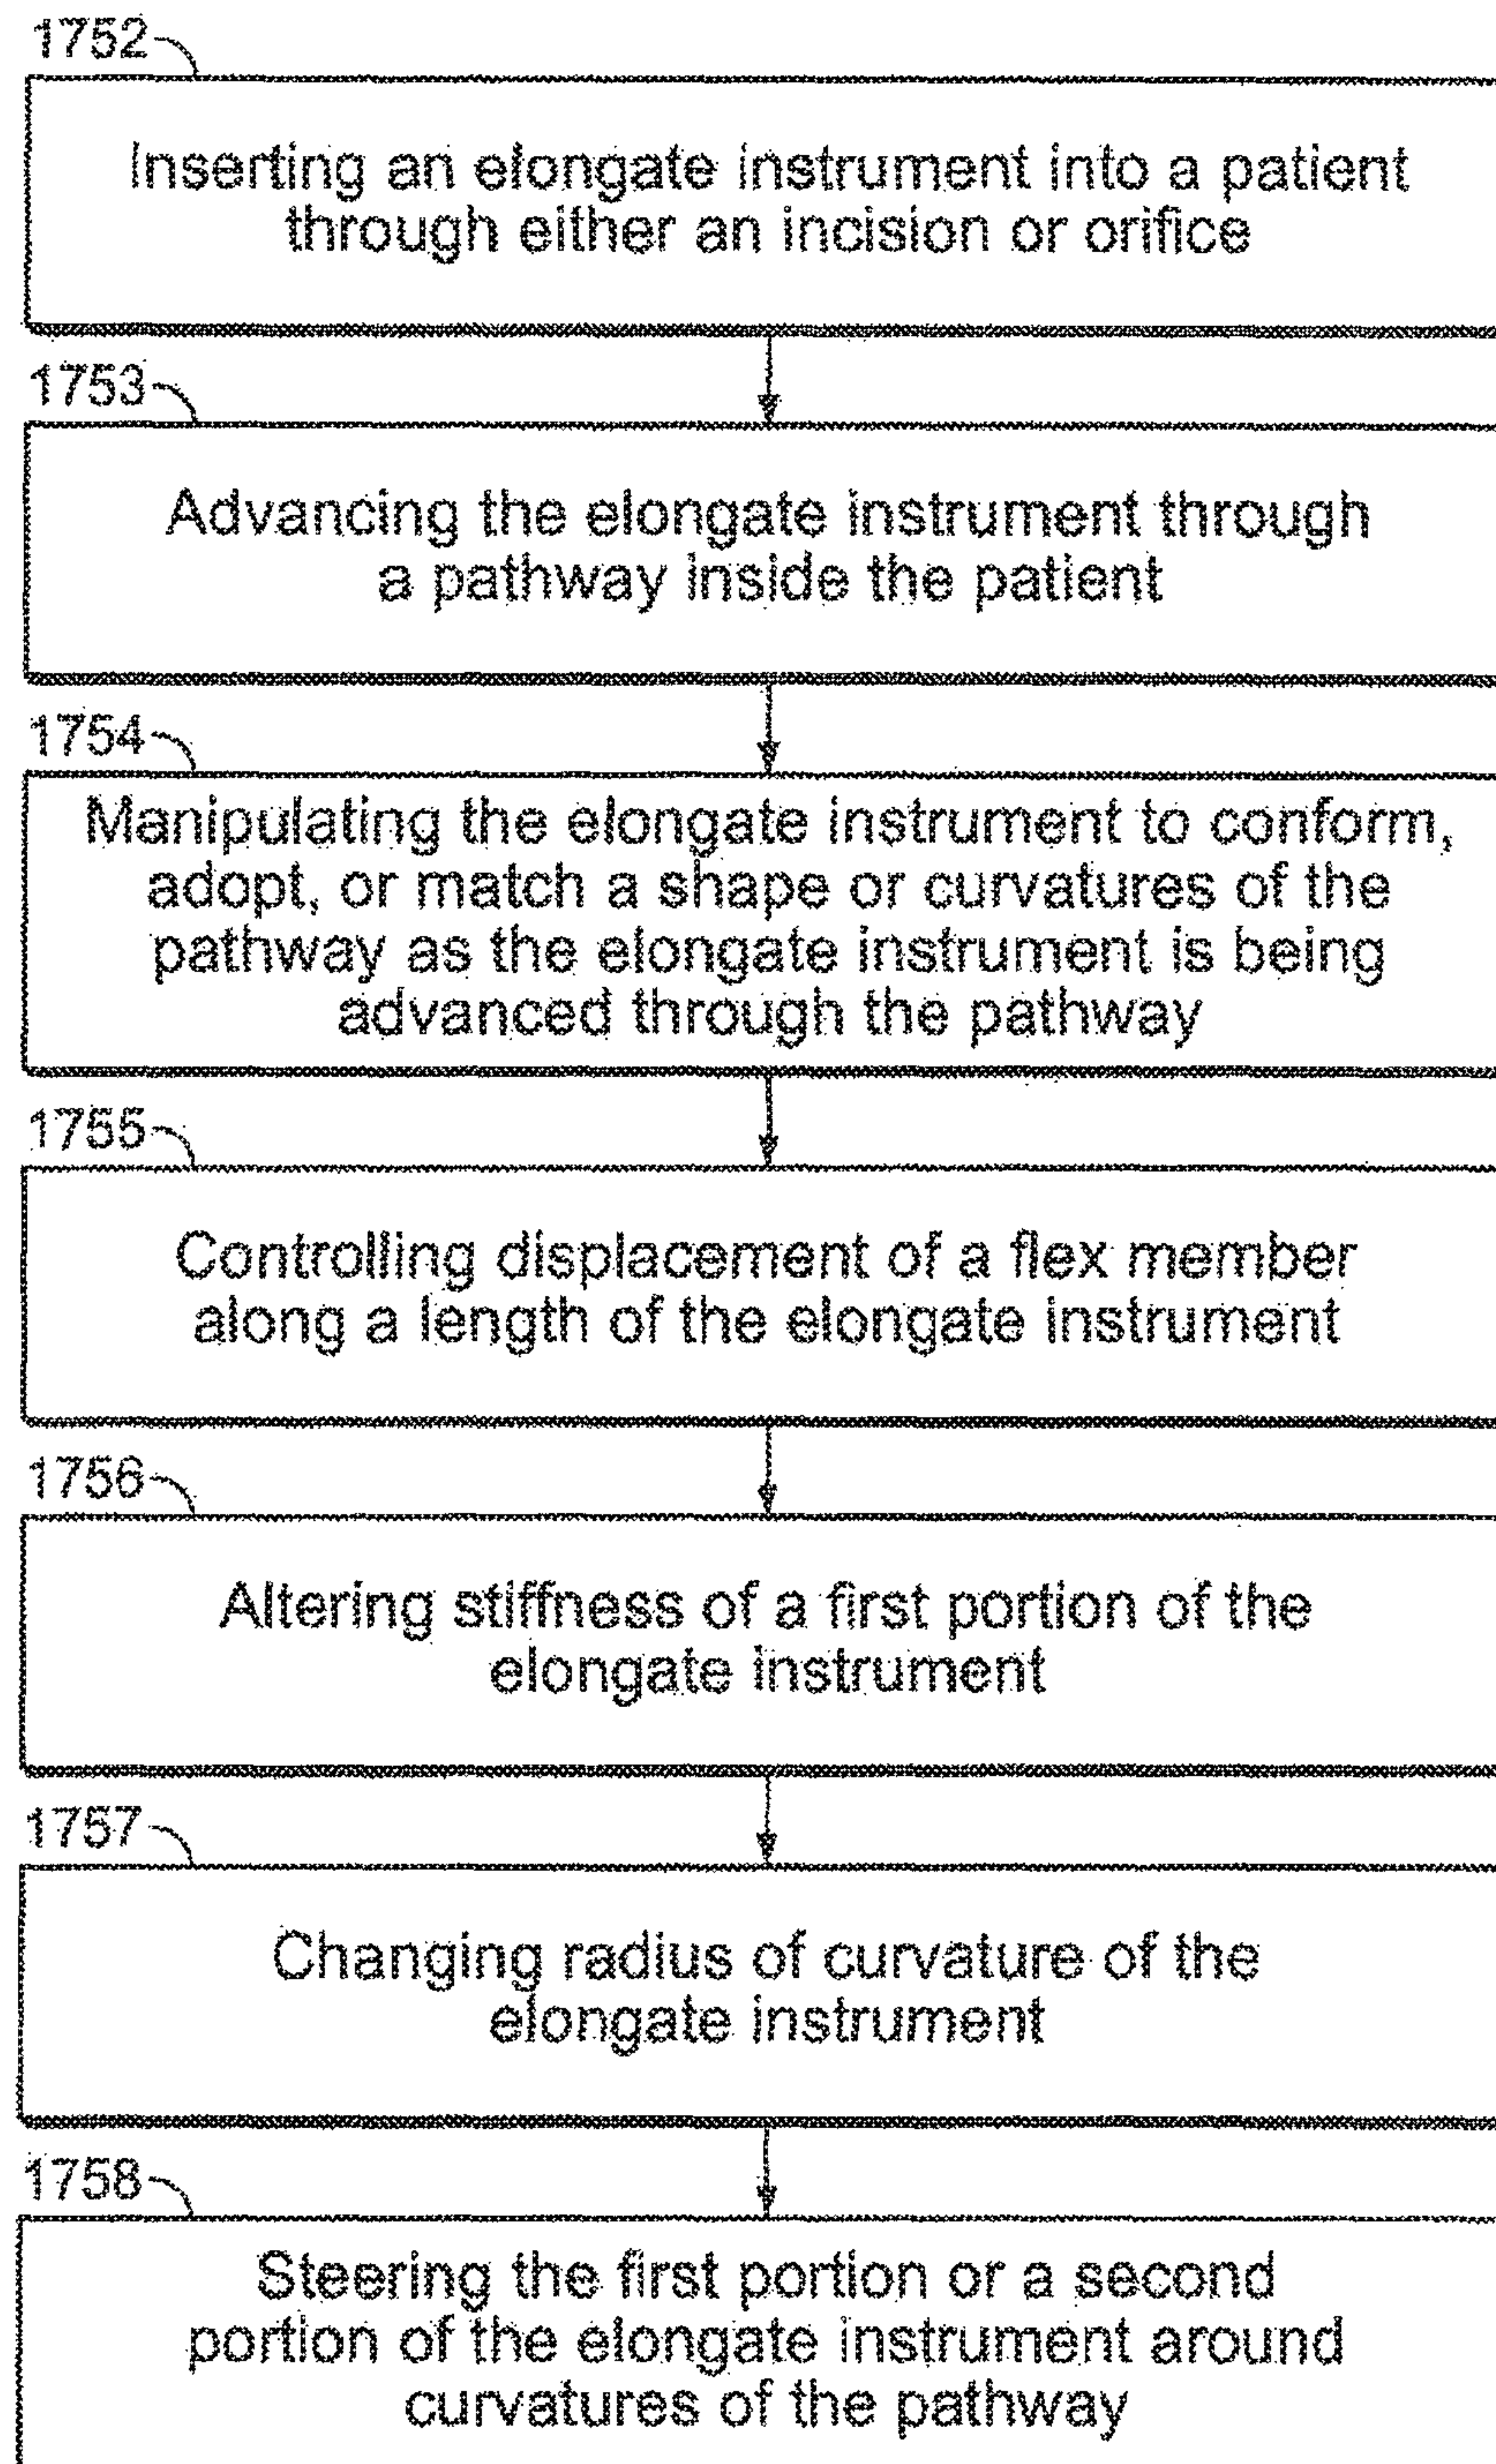 1752
Inserting an elongate instrument into a patient
through either an incision or orifice
1753
Advancing the elongate instrument through
a pathway inside the patient
1754
Manipulating the elongate instrument to conform,
adopt, or match a shape or curvatures of the
pathway as the elongate instrument is being
advanced through the pathway
1755
Controlling displacement of a flex member
along a length of the elongate instrument
1756
Altering stiffness of a first portion of the
elongate instrument
1757
Changing radius of curvature of the
elongate instrument
1758
Steering the first portion or a second
portion of the elongate instrument around
curvatures of the pathway